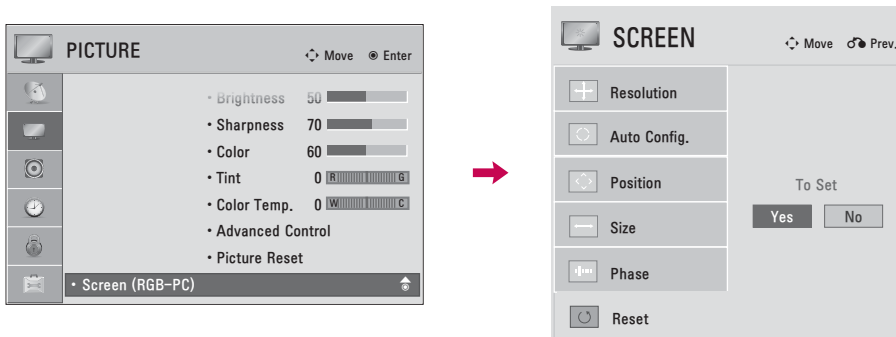 PICTURE
Move Enter
• Brightness 50
• Sharpness 70
• Color 60
• Tint 0 R G
• Color Temp. 0 W C
• Advanced Control
• Picture Reset
• Screen (RGB-PC)
SCREEN
Move Prev.
Resolution
Auto Config.
Position
Size
Phase
Reset
To Set
Yes No